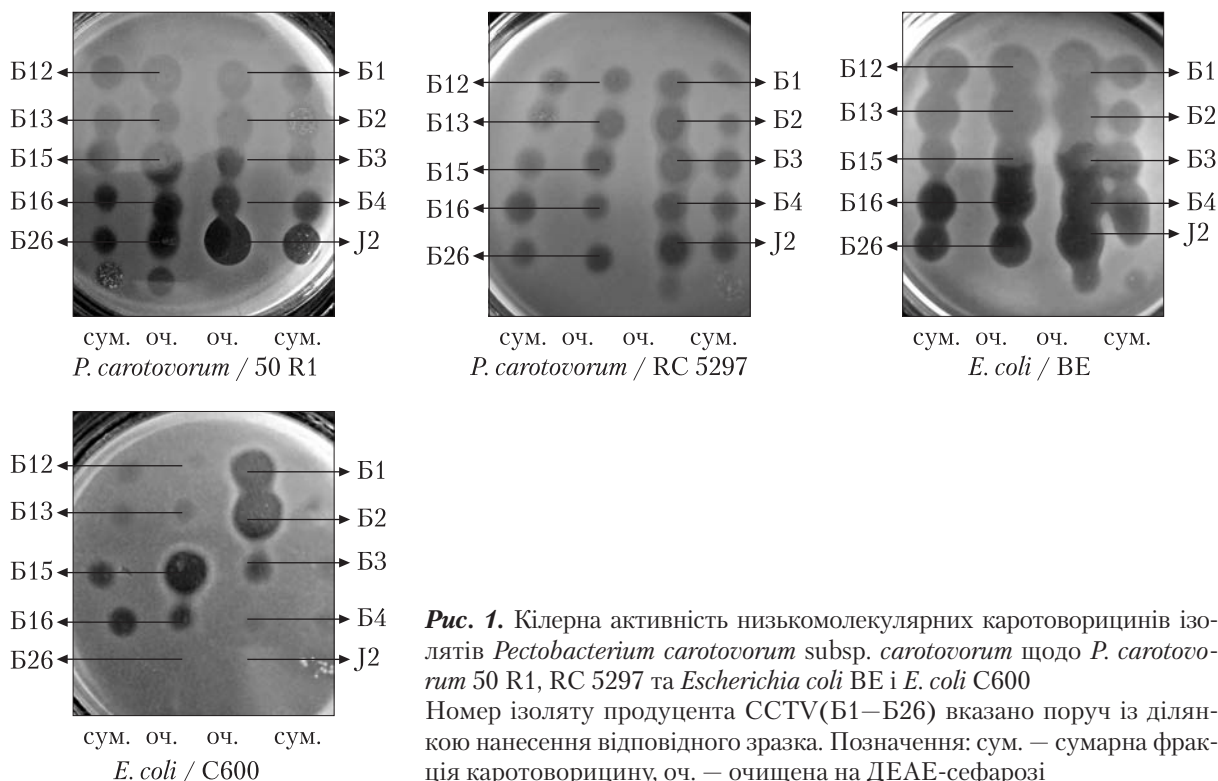 Б12 Б1
Б13 Б2
Б15 Б3
Б16 Б4
Б26 J2
сум. оч. оч. сум.
P. carotovorum / 50 R1
Б12 Б1
Б13 Б2
Б15 Б3
Б16 Б4
Б26 J2
сум. оч. оч. сум.
P. carotovorum / RC 5297
Б12 Б1
Б13 Б2
Б15 Б3
Б16 Б4
Б26 J2
сум. оч. оч. сум.
E. coli / BE
Б12 Б1
Б13 Б2
Б15 Б3
Б16 Б4
Б26 J2
сум. оч. оч. сум.
E. coli / C600
Рис. 1. Кілерна активність низькомолекулярних каротоворицинів ізо-
лятів Pectobacterium carotovorum subsp. carotovorum щодо P. carotovo-
rum 50 R1, RC 5297 та Escherichia coli BE і E. coli C600
Номер ізоляту продуцента CCTV(Б1—Б26) вказано поруч із ділян-
кою нанесення відповідного зразка. Позначення: сум. — сумарна фрак-
ція каротоворицину, оч. — очищена на ДЕАЕ-сефарозі